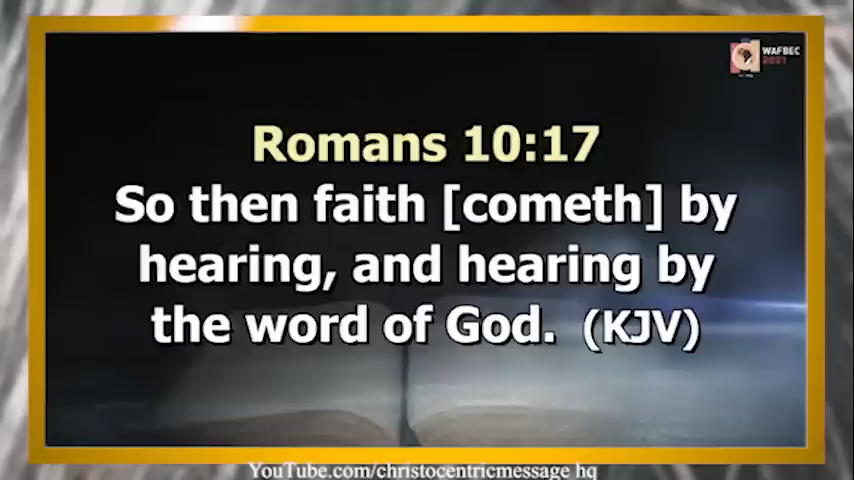 WAFBEC
2021
Romans 10:17
So then faith [cometh] by
hearing, and hearing by
the word of God. (KJV)
YouTube.com/christocentricmessage hq